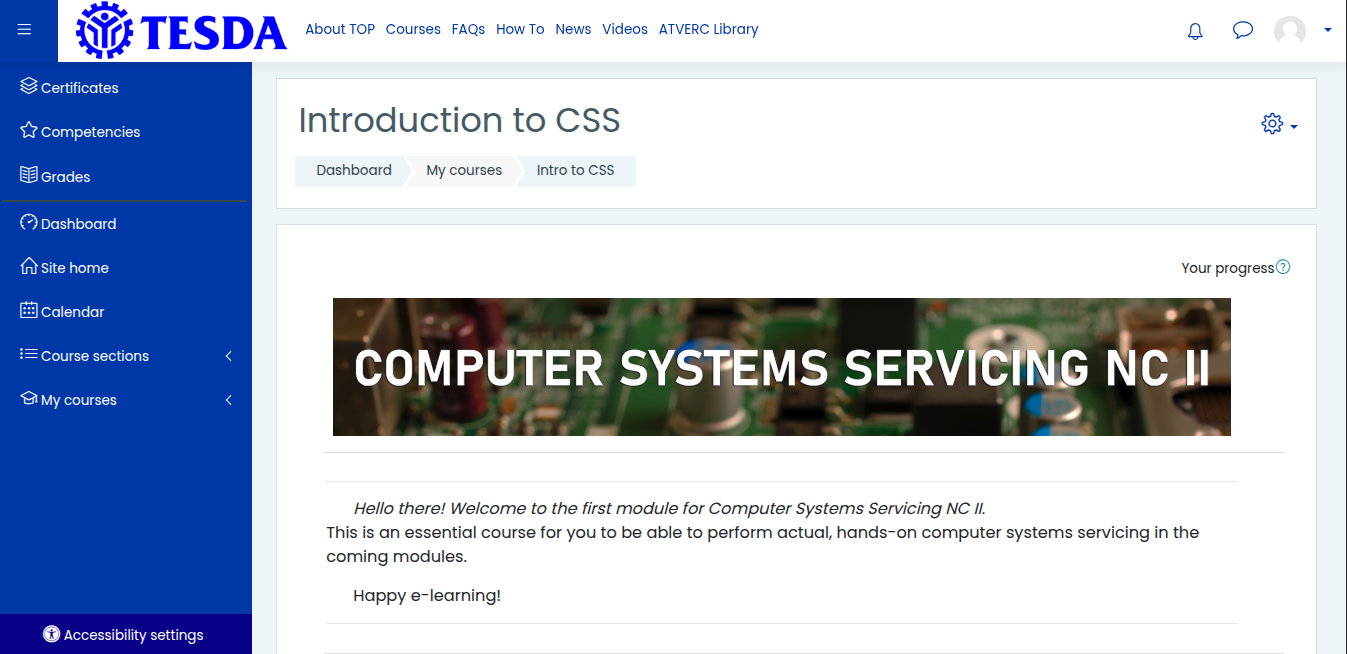 TESDA
About TOP Courses FAQs How To News Videos ATVERC Library
Certificates
Competencies
Grades
Dashboard
Site home
Calendar
Course sections
My courses
Accessibility settings
Introduction to CSS
Dashboard My courses Intro to CSS
Your progress
COMPUTER SYSTEMS SERVICING NC II
Hello there! Welcome to the first module for Computer Systems Servicing NC II.
This is an essential course for you to be able to perform actual, hands-on computer systems servicing in the
coming modules.
Happy e-learning!